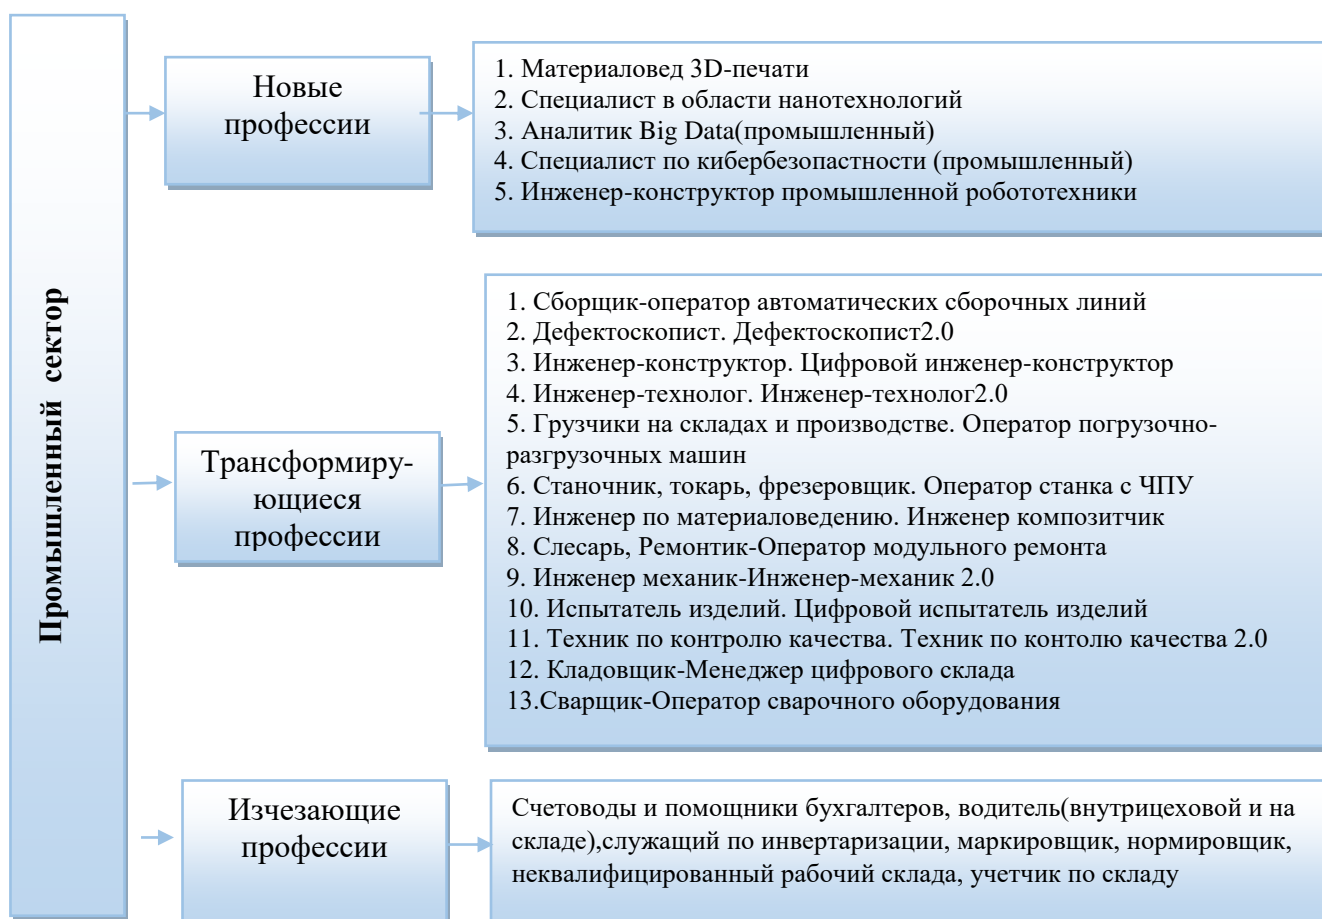 Промышленный сектор
Новые
профессии
1. Материаловед 3D-печати
2. Специалист в области нанотехнологий
3. Аналитик Big Data(промышленный)
4. Специалист по кибербезопастности (промышленный)
5. Инженер-конструктор промышленной робототехники
Трансформиру-
ющиеся
профессии
1. Сборщик-оператор автоматических сборочных линий
2. Дефектоскопист. Дефектоскопист2.0
3. Инженер-конструктор. Цифровой инженер-конструктор
4. Инженер-технолог. Инженер-технолог2.0
5. Грузчики на складах и производстве. Оператор погрузочно-
разгрузочных машин
6. Станочник, токарь, фрезеровщик. Оператор станка с ЧПУ
7. Инженер по материаловедению. Инженер композитчик
8. Слесарь, Ремонтик-Оператор модульного ремонта
9. Инженер механик-Инженер-механик 2.0
10. Испытатель изделий. Цифровой испытатель изделий
11. Техник по контролю качества. Техник по контолю качества 2.0
12. Кладовщик-Менеджер цифрового склада
13.Сварщик-Оператор сварочного оборудования
Изчезающие
профессии
Счетоводы и помощники бухгалтеров, водитель(внутрицеховой и на
складе),служащий по инвертаризации, маркировщик, нормировщик,
неквалифицированный рабочий склада, учетчик по складу